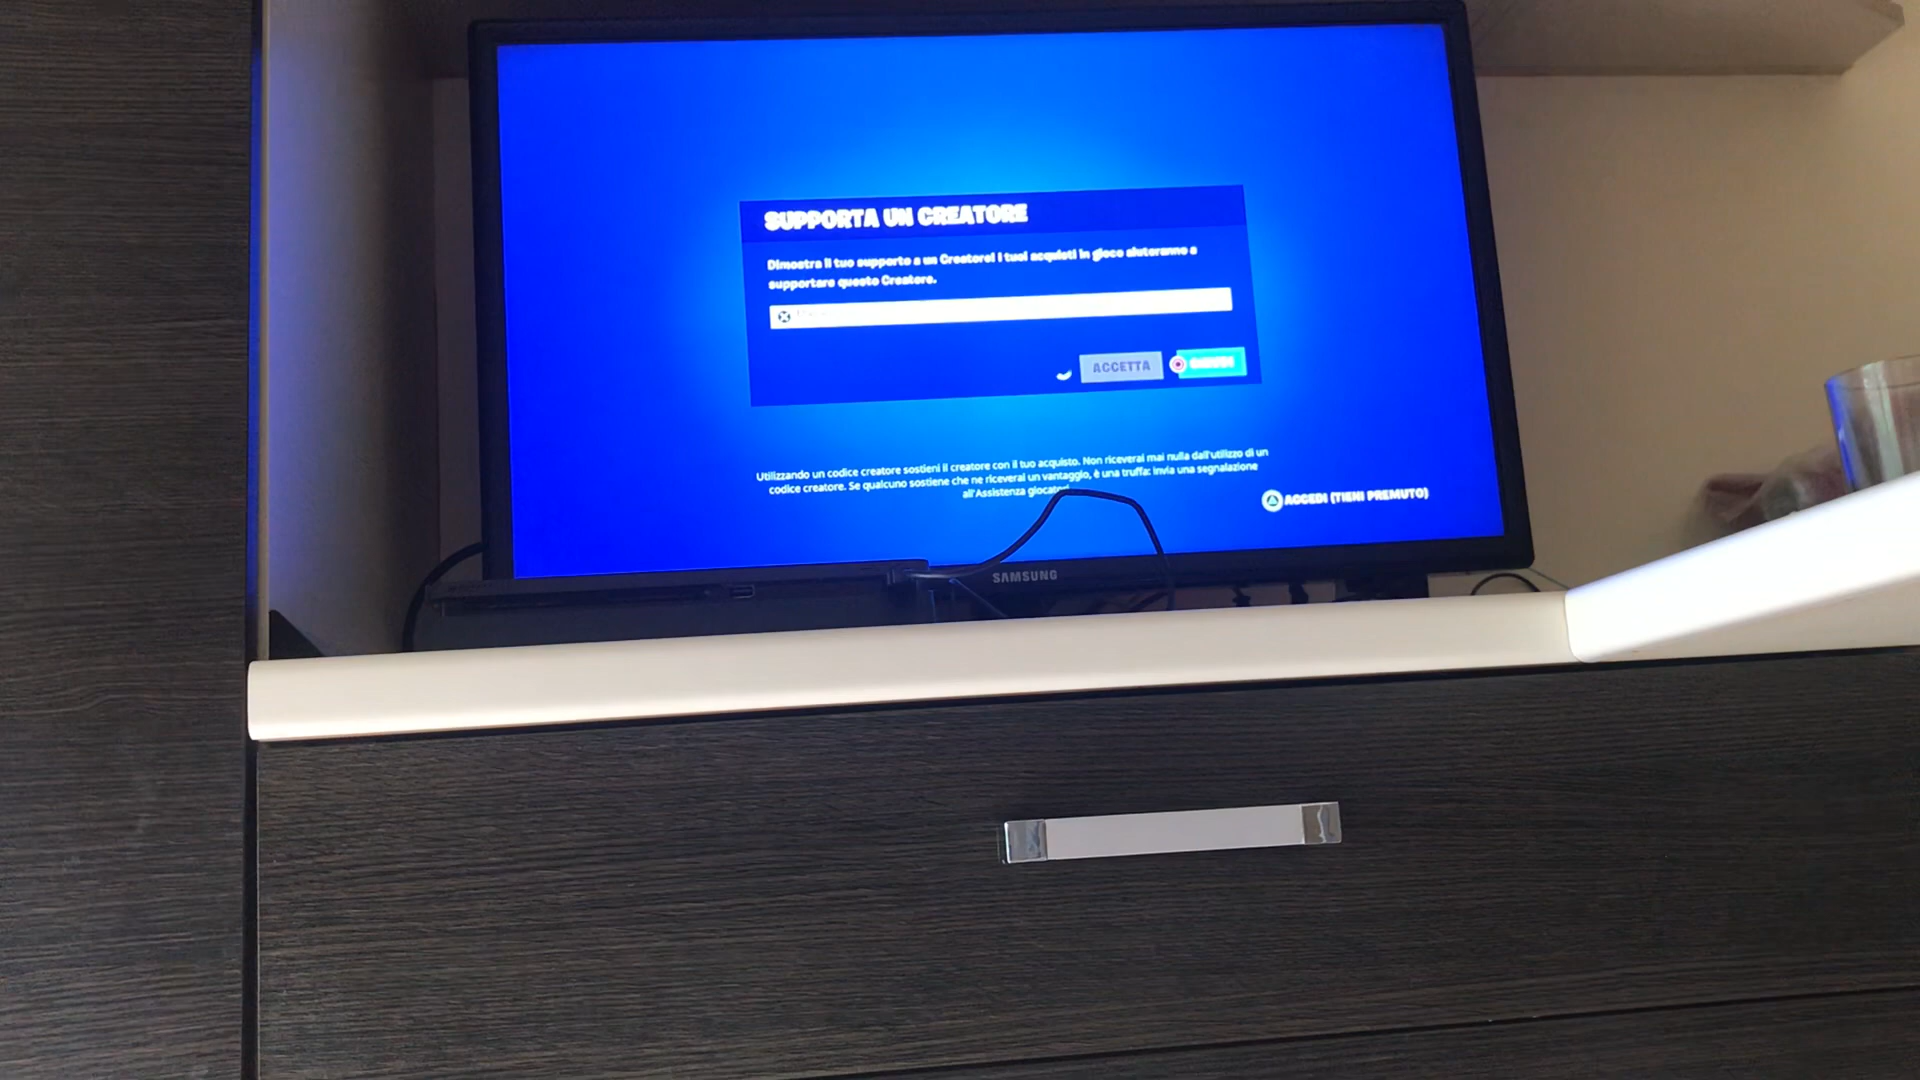 SUPPORTA UN CREATORE
Dimostra il tuo supporto a un Creatore! I tuoi acquisti in gioco aiuteranno a
supportare questo Creatore.
ACCETTA
Utilizzando un codice creatore sostieni il creatore con il tuo acquisto. Non riceverai mai nulla dall'utilizzo di un
codice creatore. Se qualcuno sostiene che ne riceverai un vantaggio, è una truffa: invia una segnalazione
all'Assistenza
ACCEDI (TIENI PREMUTO)
SAMSUNG